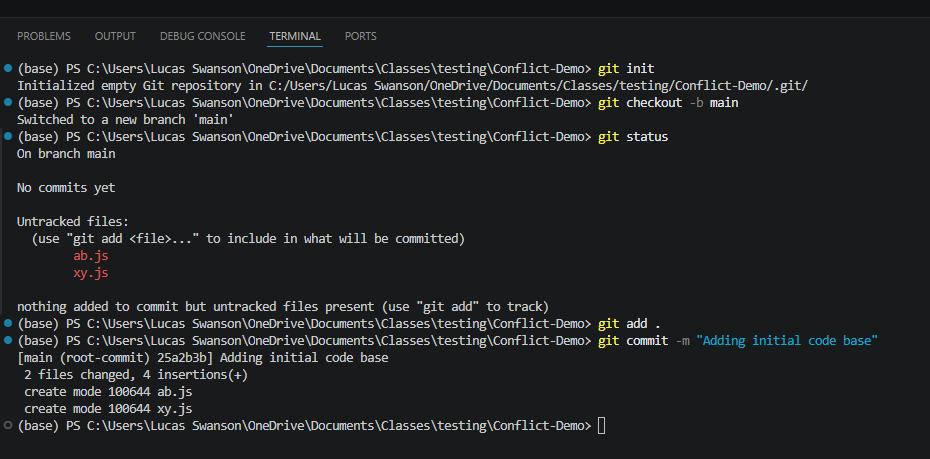 PROBLEMS OUTPUT DEBUG CONSOLE TERMINAL PORTS
(base) PS C:\Users\Lucas Swanson\OneDrive\Documents\Classes\testing\Conflict-Demo> git init
Initialized empty Git repository in C:/Users/Lucas Swanson/OneDrive/Documents/Classes/testing/Conflict-Demo/.git/
(base) PS C:\Users\Lucas Swanson\OneDrive\Documents\Classes\testing\Conflict-Demo> git checkout -b main
Switched to a new branch 'main'
(base) PS C:\Users\Lucas Swanson\OneDrive\Documents\Classes\testing\Conflict-Demo> git status
On branch main
No commits yet
Untracked files:
(use "git add <file>..." to include in what will be committed)
ab.js
xy.js
nothing added to commit but untracked files present (use "git add" to track)
(base) PS C:\Users\Lucas Swanson\OneDrive\Documents\Classes\testing\Conflict-Demo> git add .
(base) PS C:\Users\Lucas Swanson\OneDrive\Documents\Classes\testing\Conflict-Demo> git commit -m "Adding initial code base"
[main (root-commit) 25a2b3b] Adding initial code base
2 files changed, 4 insertions(+)
create mode 100644 ab.js
create mode 100644 xy.js
(base) PS C:\Users\Lucas Swanson\OneDrive\Documents\Classes\testing\Conflict-Demo>